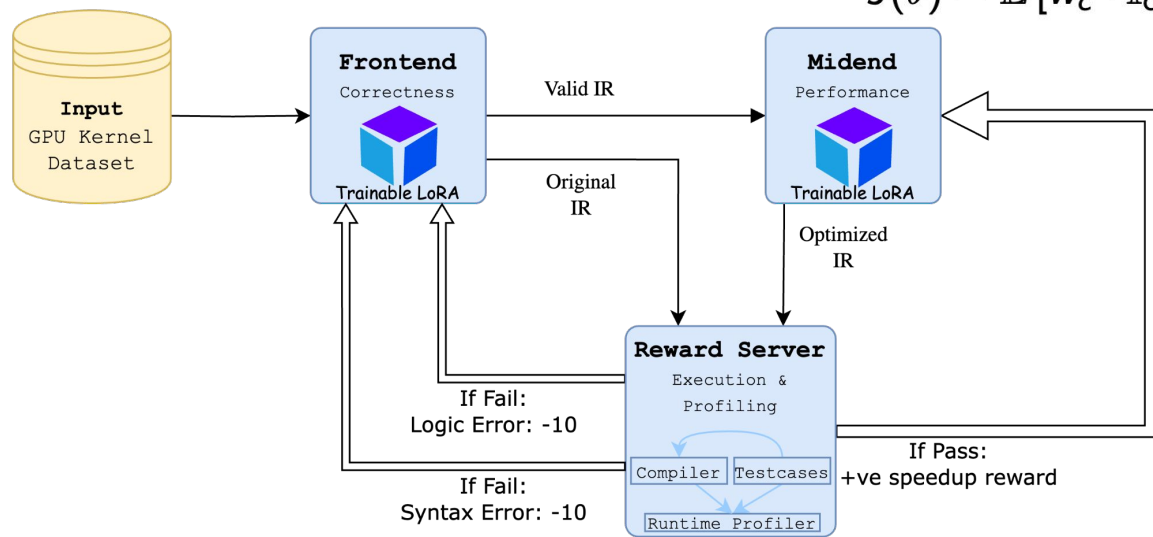 Input
GPU Kernel
Dataset
Frontend
Correctness
Trainable LoRA
Valid IR
Original
IR
Midend
Performance
Trainable LoRA
Optimized
IR
Reward Server
Execution &
Profiling
Compiler
Testcases
Runtime Profiler
If Fail:
Logic Error: -10
If Fail:
Syntax Error: -10
If Pass:
+ve speedup reward